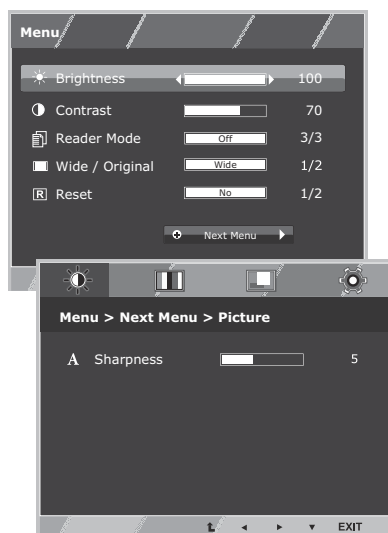 Menu
Brightness 100
Contrast 70
Reader Mode Off 3/3
Wide / Original Wide 1/2
R Reset No 1/2
Next Menu
Menu > Next Menu > Picture
A Sharpness 5
EXIT